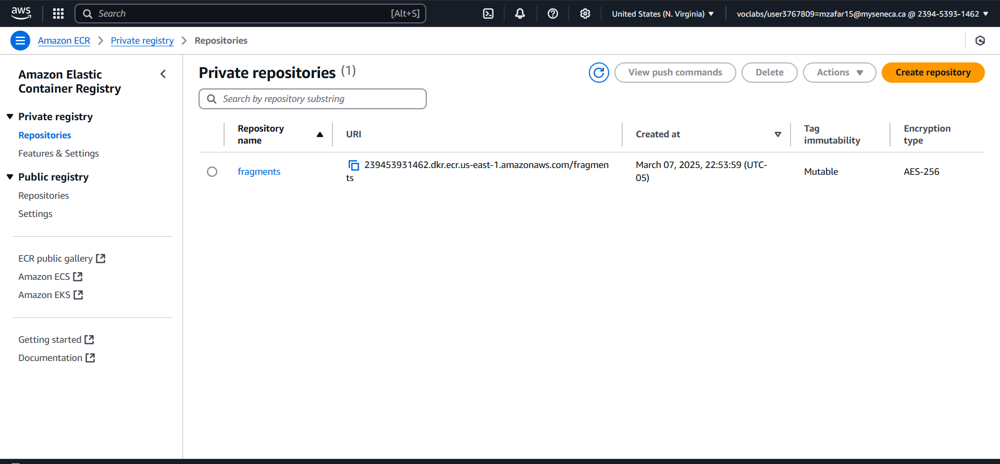 aws
Search
[Alt+S]
United States (N. Virginia)
voclabs/user3767809=mzafar15@myseneca.ca @ 2394-5393-1462
Amazon ECR
Private registry
Repositories
Amazon Elastic
Container Registry
Private registry
Repositories
Features & Settings
Public registry
Repositories
Settings
ECR public gallery
Amazon ECS
Amazon EKS
Getting started
Documentation
Private repositories (1)
View push commands
Delete
Actions
Create repository
Search by repository substring
Repository
name
URI
Created at
Tag
immutability
Encryption
type
fragments
239453931462.dkr.ecr.us-east-1.amazonaws.com/fragmen
ts
March 07, 2025, 22:53:59 (UTC-
05)
Mutable
AES-256